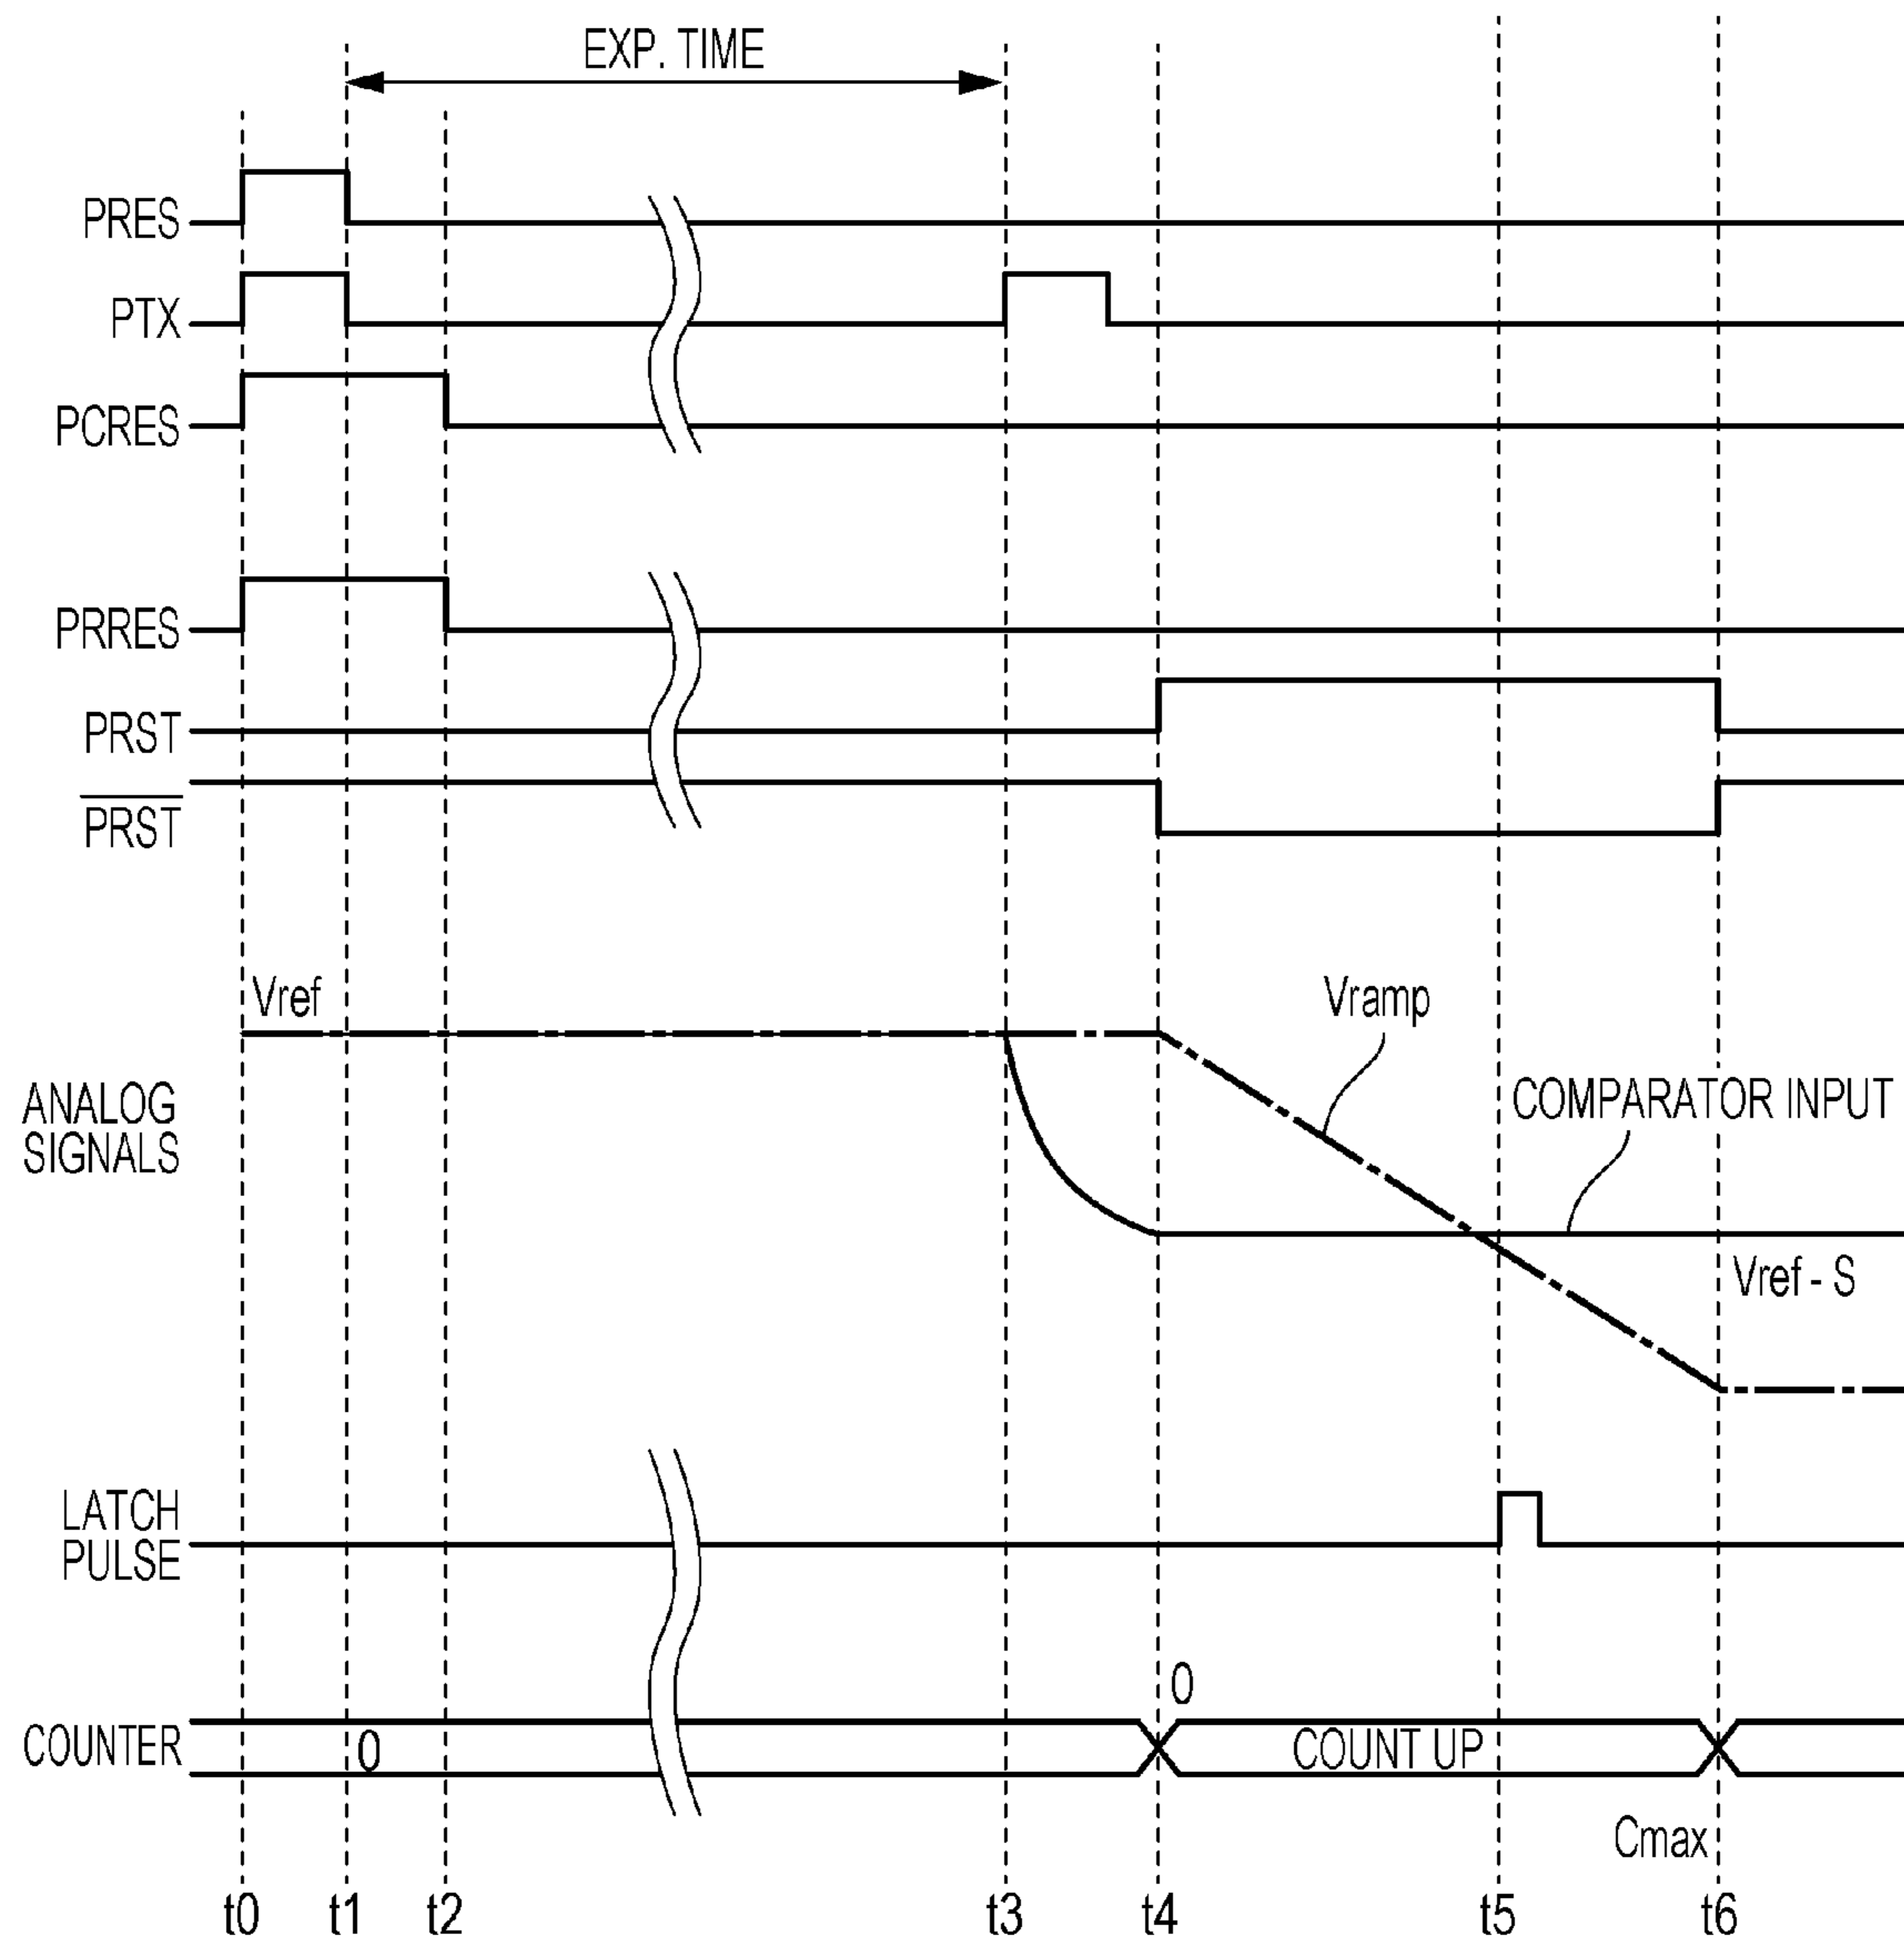 EXP. TIME
PRES
PTX
PCRES
PRRES
PRST
PRST
Vref
Vramp
ANALOG
SIGNALS
COMPARATOR INPUT
Vref - S
LATCH
PULSE
0
COUNTER
0
COUNT UP
Cmax
t0 t1 t2 t3 t4 t5 t6